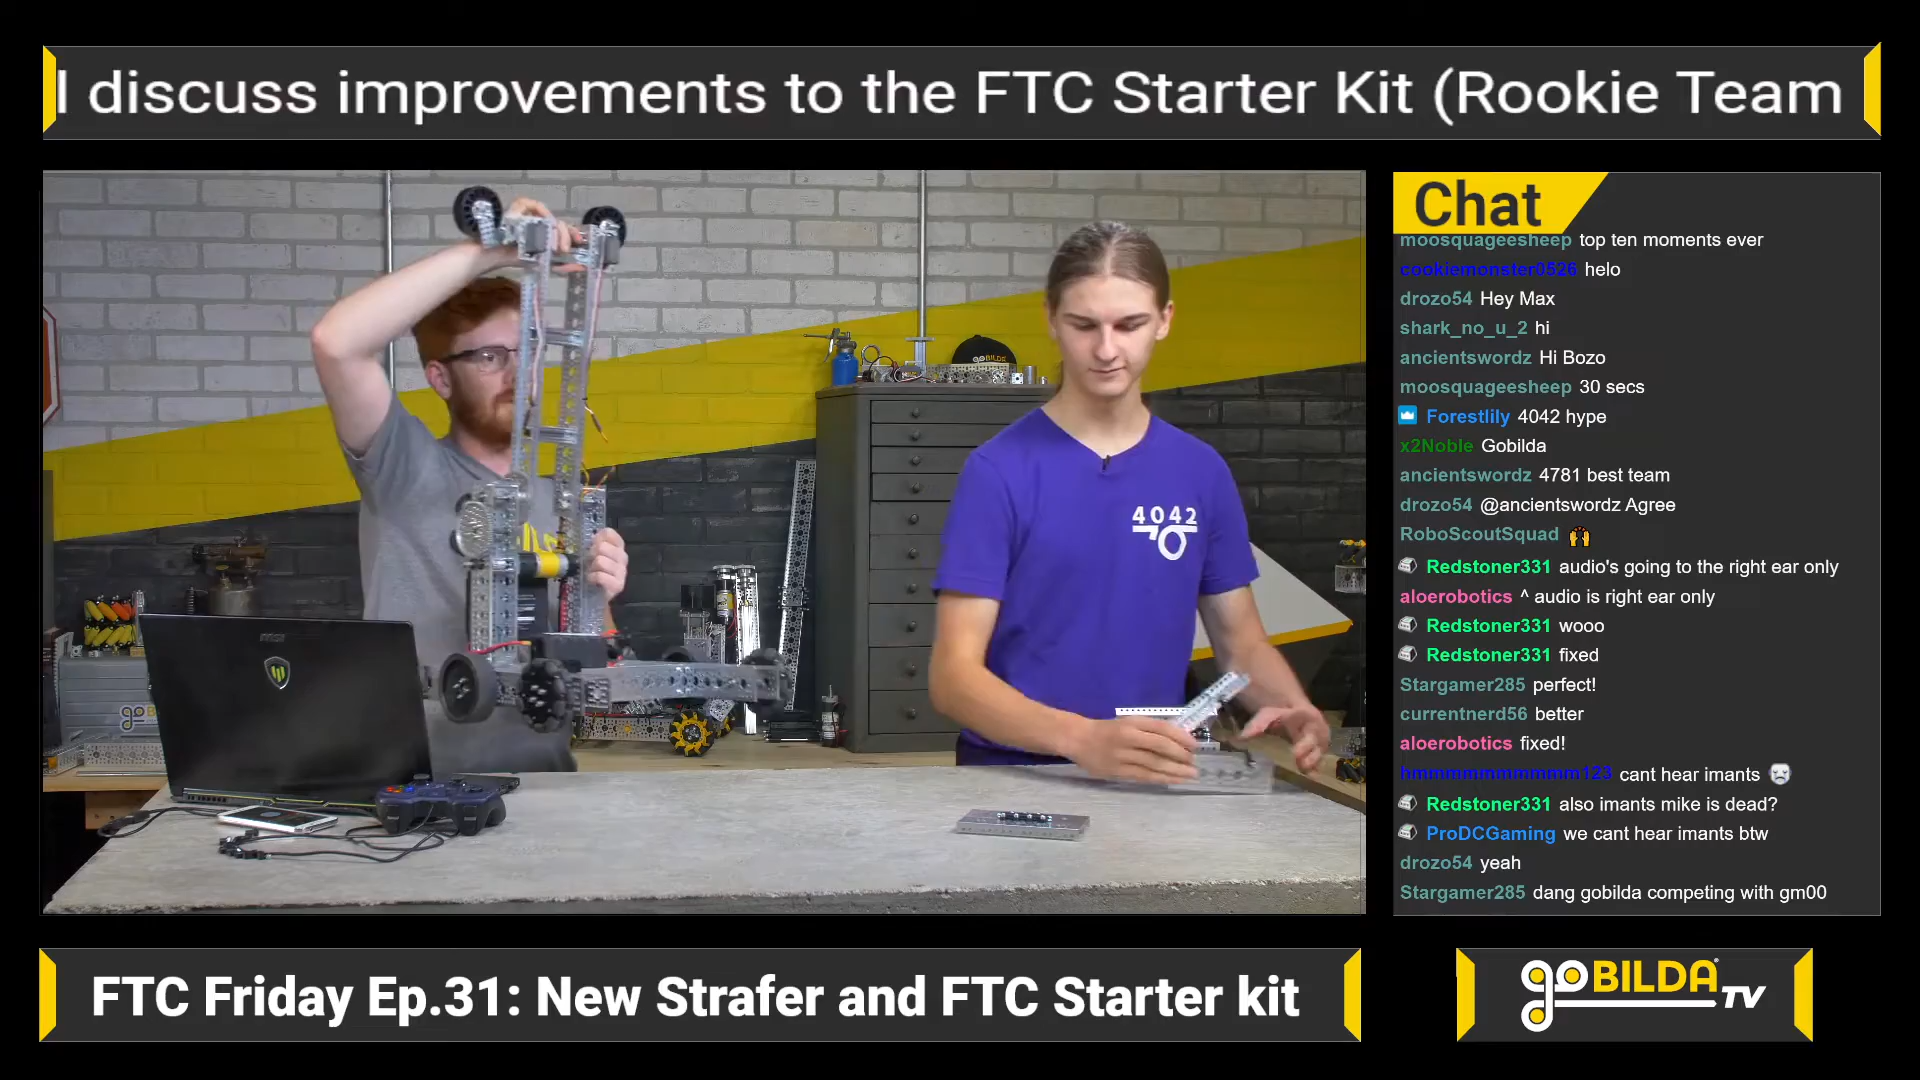 l discuss improvements to the FTC Starter Kit (Rookie Team
Chat
moosquageesheep top ten moments ever
cookiemonster0526 helo
drozo54 Hey Max
shark_no_u_2 hi
ancientswordz Hi Bozo
moosquageesheep 30 secs
Forestlily 4042 hype
x2Noble Gobilda
ancientswordz 4781 best team
drozo54 @ancientswordz Agree
RoboScoutSquad
Redstoner331 audio's going to the right ear only
aloerobotics ^ audio is right ear only
Redstoner331 wooo
Redstoner331 fixed
Stargamer285 perfect!
currentnerd56 better
aloerobotics fixed!
hmmmmmmmmmm123 cant hear imants
Redstoner331 also imants mike is dead?
ProDCGaming we cant hear imants btw
drozo54 yeah
Stargamer285 dang gobilda competing with gm00
goBILDA
4042
msi
FTC Friday Ep.31: New Strafer and FTC Starter kit
goBILDA TV